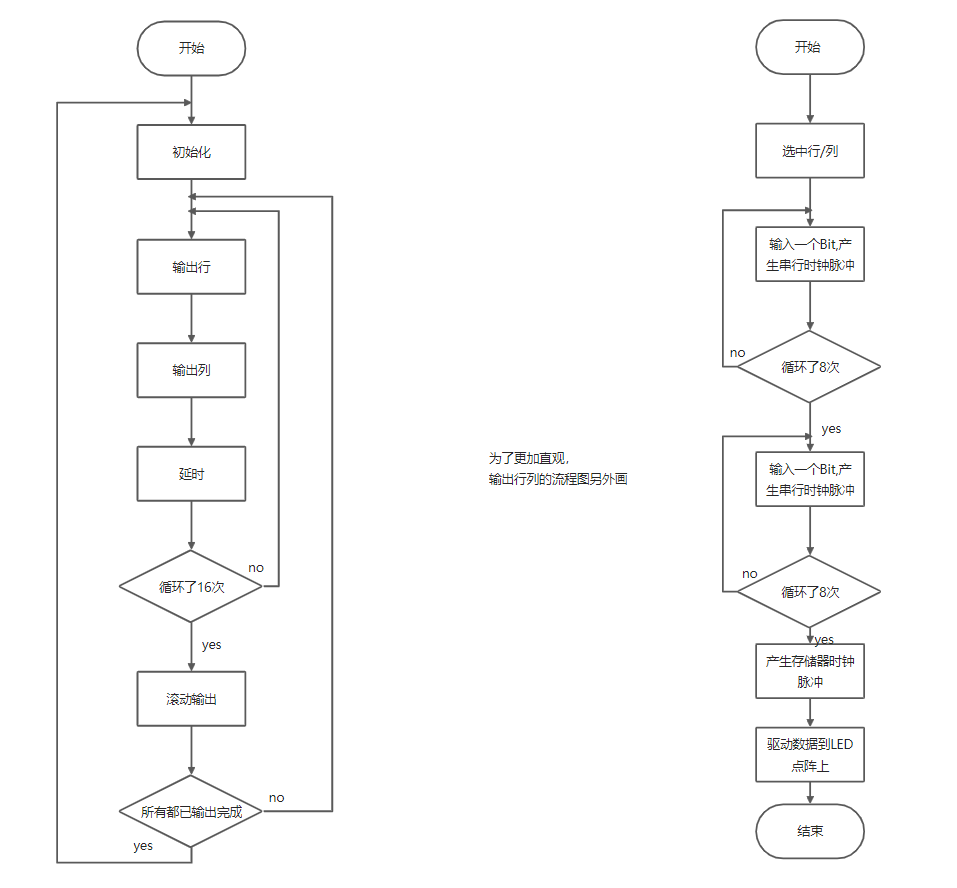 开始
初始化
输出行
输出列
延时
循环了16次
no
yes
滚动输出
所有都已输出完成
no
yes
为了更加直观，
输出行列的流程图另外画
开始
选中行/列
输入一个Bit,产
生串行时钟脉冲
循环了8次
no
yes
输入一个Bit,产
生串行时钟脉冲
循环了8次
no
yes
产生存储器时钟
脉冲
驱动数据到LED
点阵上
结束